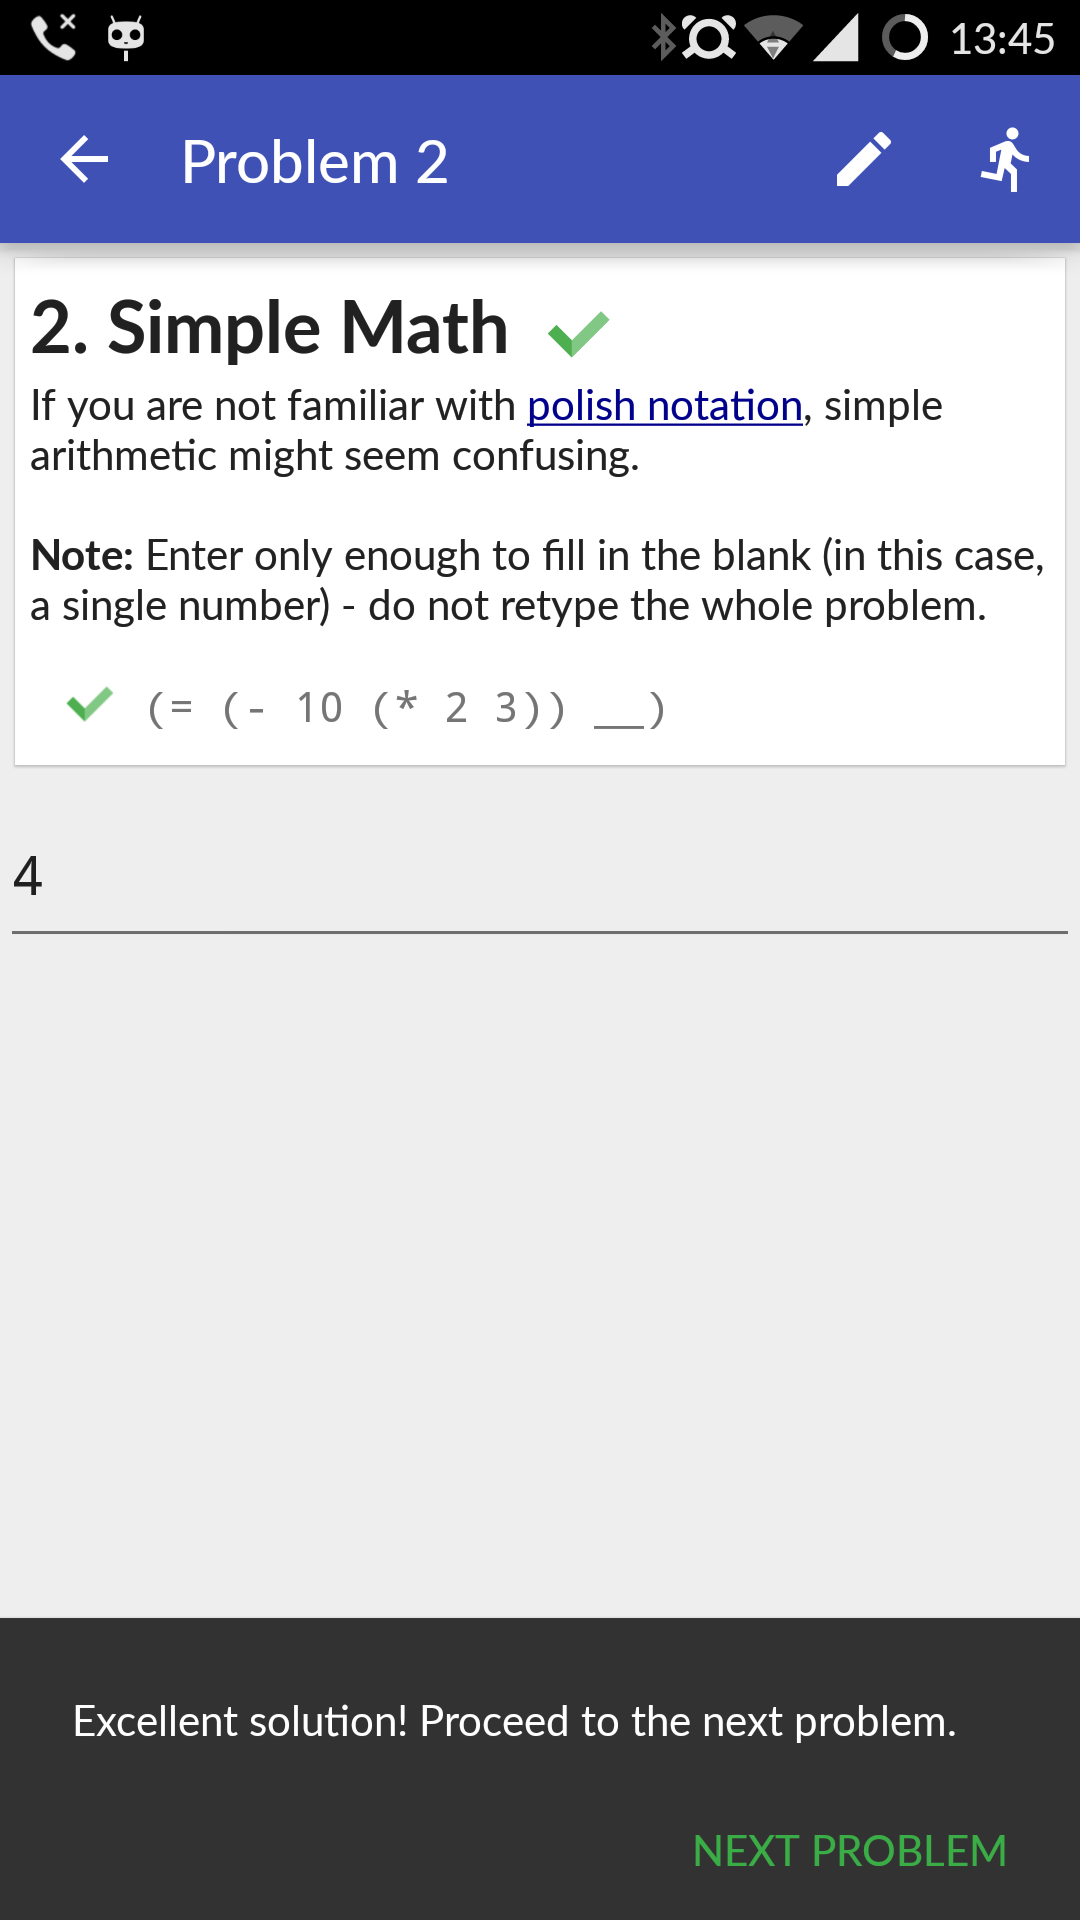 13:45
Problem 2
2. Simple Math
If you are not familiar with polish notation, simple
arithmetic might seem confusing.
Note: Enter only enough to fill in the blank (in this case,
a single number) - do not retype the whole problem.
(= (- 10 (* 2 3)) __)
4
Excellent solution! Proceed to the next problem.
NEXT PROBLEM